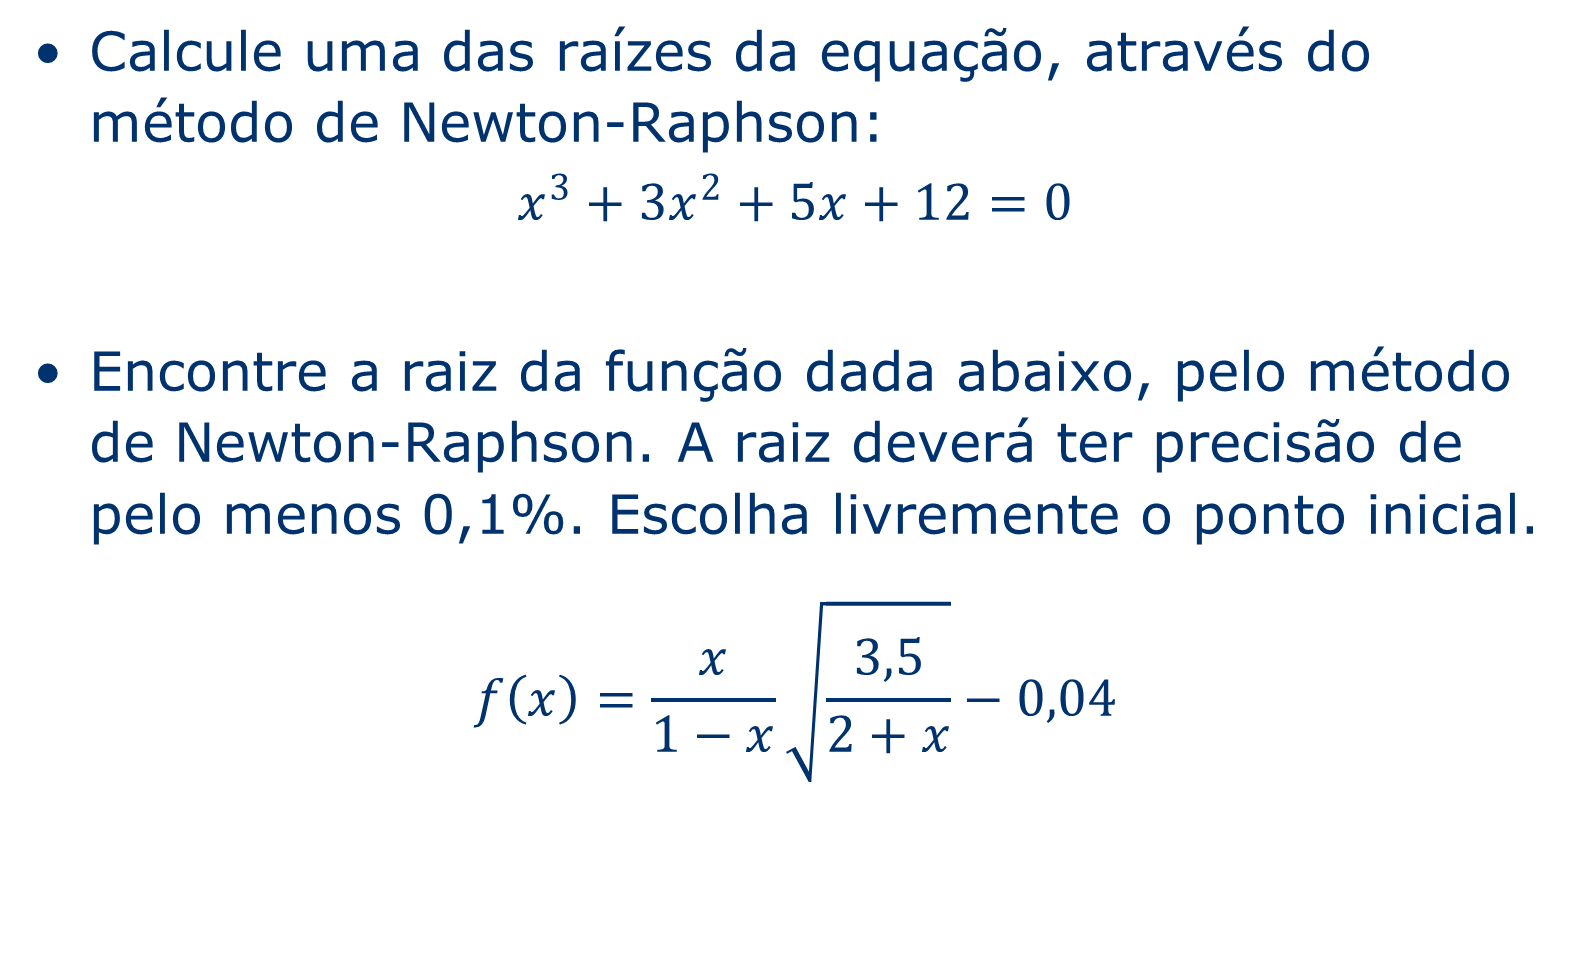 • Calcule uma das raízes da equação, através do
método de Newton-Raphson:
x³ + 3x² + 5x + 12 = 0
• Encontre a raiz da função dada abaixo, pelo método
de Newton-Raphson. A raiz deverá ter precisão de
pelo menos 0,1%. Escolha livremente o ponto inicial.
f(x) = x/(1 − x) √(3,5/(2 + x)) − 0,04